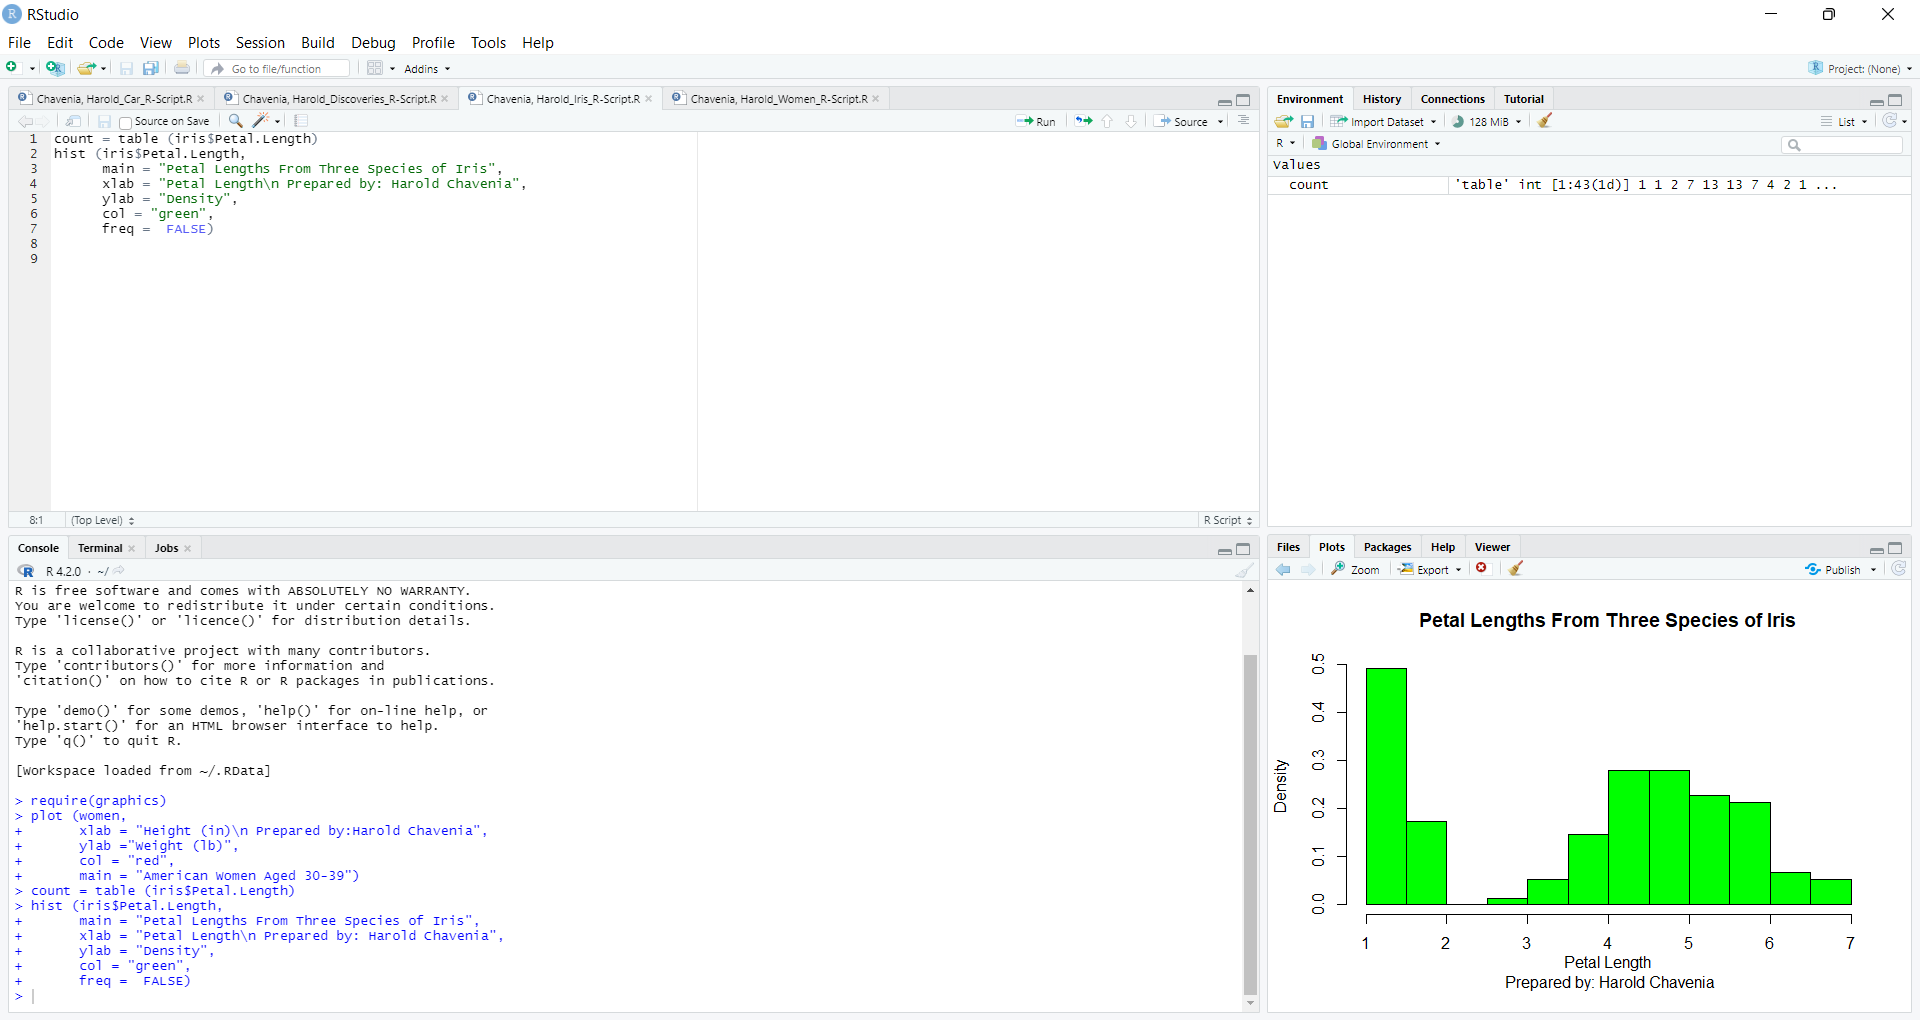 RStudio
File Edit Code View Plots Session Build Debug Profile Tools Help
Go to file/function Addins Project: (None)
Chavenia, Harold_Car_R-Script.R Chavenia, Harold_Discoveries_R-Script.R Chavenia, Harold_Iris_R-Script.R Chavenia, Harold_Women_R-Script.R
Source on Save Run Source
1 count = table (iris$Petal.Length)
2 hist (iris$Petal.Length,
3 main = "Petal Lengths From Three Species of Iris",
4 xlab = "Petal Length\n Prepared by: Harold Chavenia",
5 ylab = "Density",
6 col = "green",
7 freq = FALSE)
8
9
8:1 (Top Level) R Script
Console Terminal Jobs
R 4.2.0 · ~/
R is free software and comes with ABSOLUTELY NO WARRANTY.
You are welcome to redistribute it under certain conditions.
Type 'license()' or 'licence()' for distribution details.
R is a collaborative project with many contributors.
Type 'contributors()' for more information and
'citation()' on how to cite R or R packages in publications.
Type 'demo()' for some demos, 'help()' for on-line help, or
'help.start()' for an HTML browser interface to help.
Type 'q()' to quit R.
[Workspace loaded from ~/.RData]
> require(graphics)
> plot (women,
+ xlab = "Height (in)\n Prepared by:Harold Chavenia",
+ ylab ="Weight (lb)",
+ col = "red",
+ main = "American Women Aged 30-39")
> count = table (iris$Petal.Length)
> hist (iris$Petal.Length,
+ main = "Petal Lengths From Three Species of Iris",
+ xlab = "Petal Length\n Prepared by: Harold Chavenia",
+ ylab = "Density",
+ col = "green",
+ freq = FALSE)
>
Environment History Connections Tutorial
Import Dataset 128 MiB List
R Global Environment
Values
count 'table' int [1:43(1d)] 1 1 2 7 13 13 7 4 2 1 ...
Files Plots Packages Help Viewer
Zoom Export Publish
Petal Lengths From Three Species of Iris
Density
0.5
0.4
0.3
0.2
0.1
0.0
1 2 3 4 5 6 7
Petal Length
Prepared by: Harold Chavenia